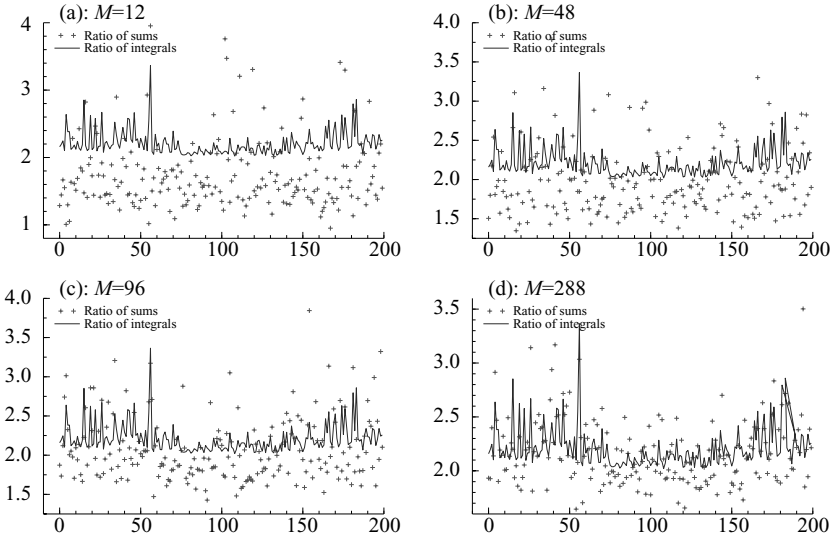 (a): M=12
Ratio of sums
Ratio of integrals
4
3
2
1
0 50 100 150 200
(b): M=48
Ratio of sums
Ratio of integrals
4.0
3.5
3.0
2.5
2.0
1.5
0 50 100 150 200
(c): M=96
Ratio of sums
Ratio of integrals
4.0
3.5
3.0
2.5
2.0
1.5
0 50 100 150 200
(d): M=288
Ratio of sums
Ratio of integrals
3.5
3.0
2.5
2.0
0 50 100 150 200